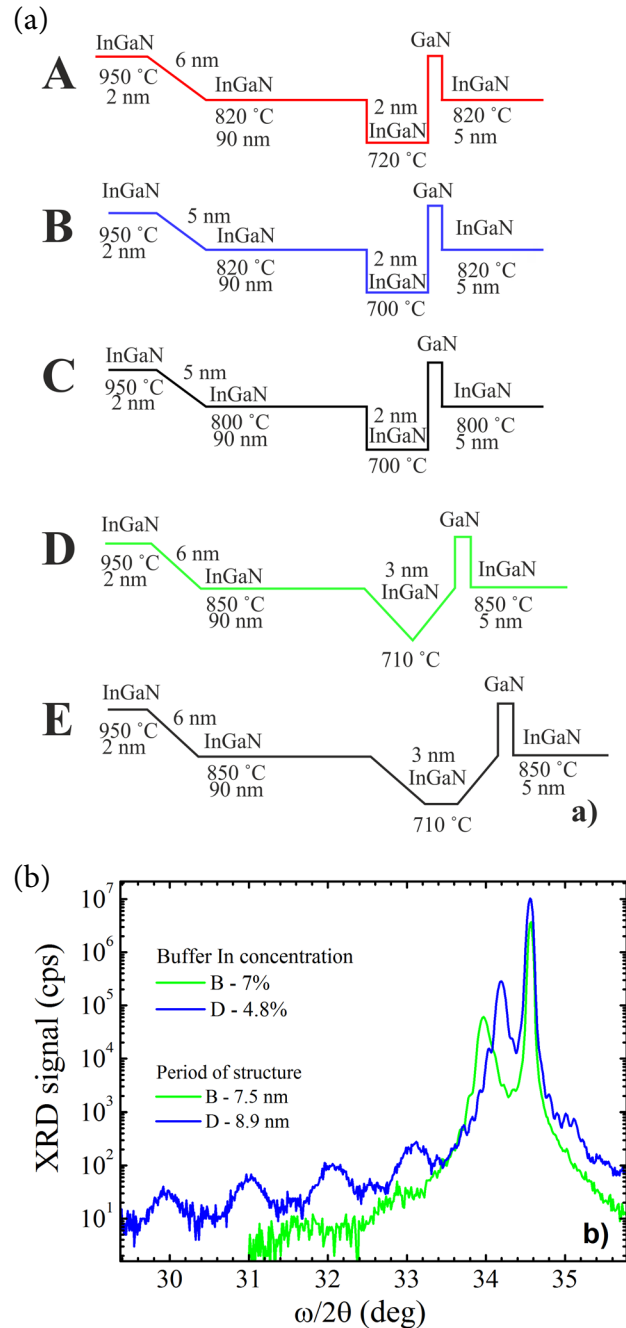 (a)
InGaN
950 ˚C
2 nm
A
6 nm
InGaN
820 ˚C
90 nm
2 nm
InGaN
720 ˚C
GaN
InGaN
820 ˚C
5 nm
InGaN
950 ˚C
2 nm
B
5 nm
InGaN
820 ˚C
90 nm
2 nm
InGaN
700 ˚C
GaN
InGaN
820 ˚C
5 nm
InGaN
950 ˚C
2 nm
C
5 nm
InGaN
800 ˚C
90 nm
2 nm
InGaN
700 ˚C
GaN
InGaN
800 ˚C
5 nm
InGaN
950 ˚C
2 nm
D
6 nm
InGaN
850 ˚C
90 nm
3 nm
InGaN
710 ˚C
GaN
InGaN
850 ˚C
5 nm
InGaN
950 ˚C
2 nm
E
6 nm
InGaN
850 ˚C
90 nm
3 nm
InGaN
710 ˚C
GaN
InGaN
850 ˚C
5 nm
a)
(b)
XRD signal (cps)
10^7
10^6
10^5
10^4
10^3
10^2
10^1
Buffer In concentration
B - 7%
D - 4.8%
Period of structure
B - 7.5 nm
D - 8.9 nm
b)
30 31 32 33 34 35
ω/2θ (deg)